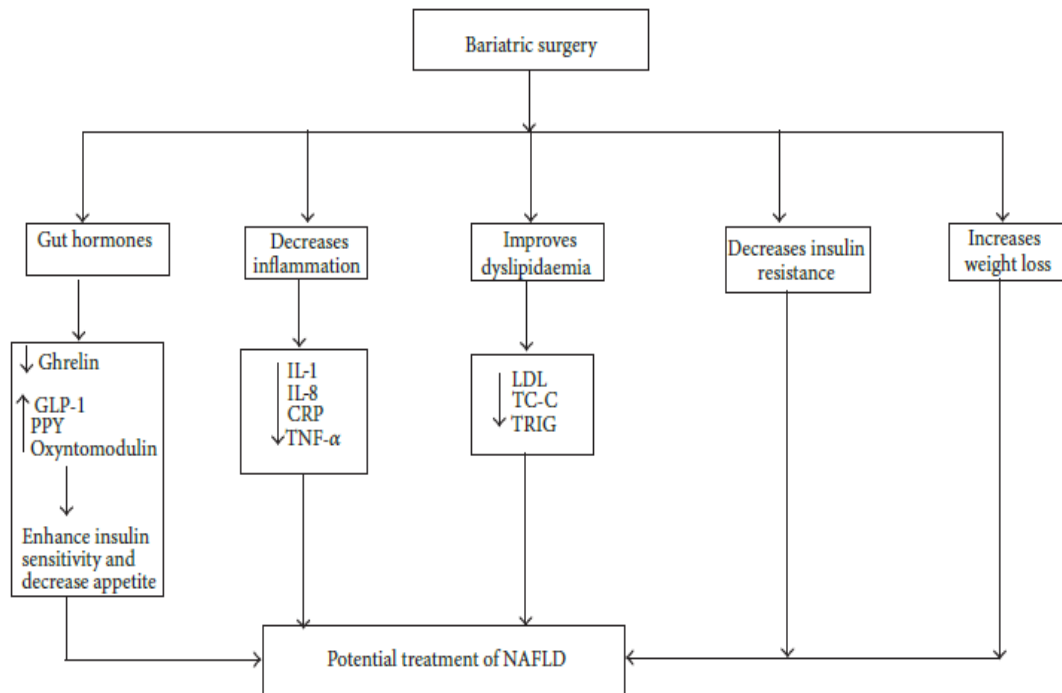 Bariatric surgery
Gut hormones
Decreases
inflammation
Improves
dyslipidaemia
Decreases insulin
resistance
Increases
weight loss
Ghrelin
GLP-1
PPY
Oxyntomodulin
Enhance insulin
sensitivity and
decrease appetite
IL-1
IL-8
CRP
TNF-α
LDL
TC-C
TRIG
Potential treatment of NAFLD